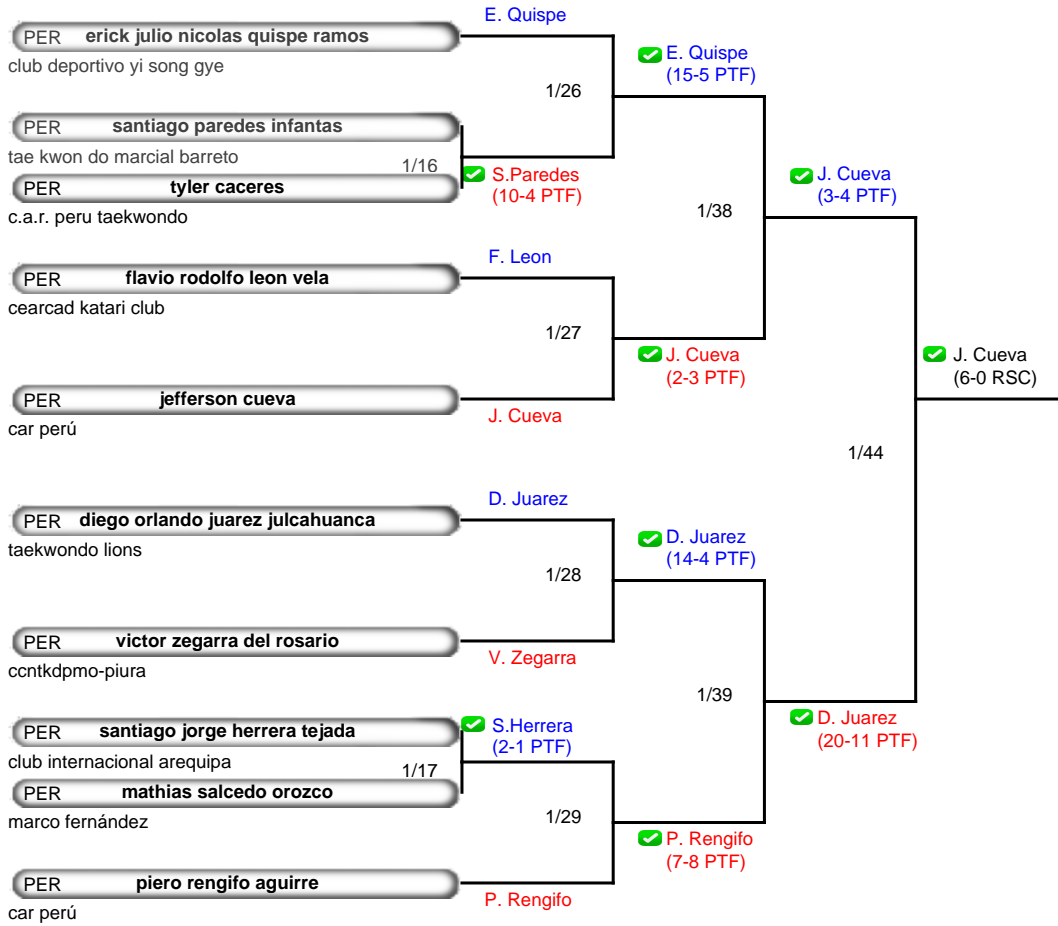 E. Quispe
PER erick julio nicolas quispe ramos
club deportivo yi song gye
E. Quispe
(15-5 PTF)
1/26
PER santiago paredes infantas
tae kwon do marcial barreto
1/16
S.Paredes
(10-4 PTF)
PER tyler caceres
c.a.r. peru taekwondo
J. Cueva
(3-4 PTF)
1/38
F. Leon
PER flavio rodolfo leon vela
cearcad katari club
1/27
J. Cueva
(2-3 PTF)
J. Cueva
(6-0 RSC)
PER jefferson cueva
J. Cueva
car perú
1/44
D. Juarez
PER diego orlando juarez julcahuanca
taekwondo lions
D. Juarez
(14-4 PTF)
1/28
PER victor zegarra del rosario
V. Zegarra
ccntkdpmo-piura
1/39
D. Juarez
(20-11 PTF)
PER santiago jorge herrera tejada
S.Herrera
(2-1 PTF)
club internacional arequipa
1/17
PER mathias salcedo orozco
marco fernández
1/29
P. Rengifo
(7-8 PTF)
PER piero rengifo aguirre
P. Rengifo
car perú